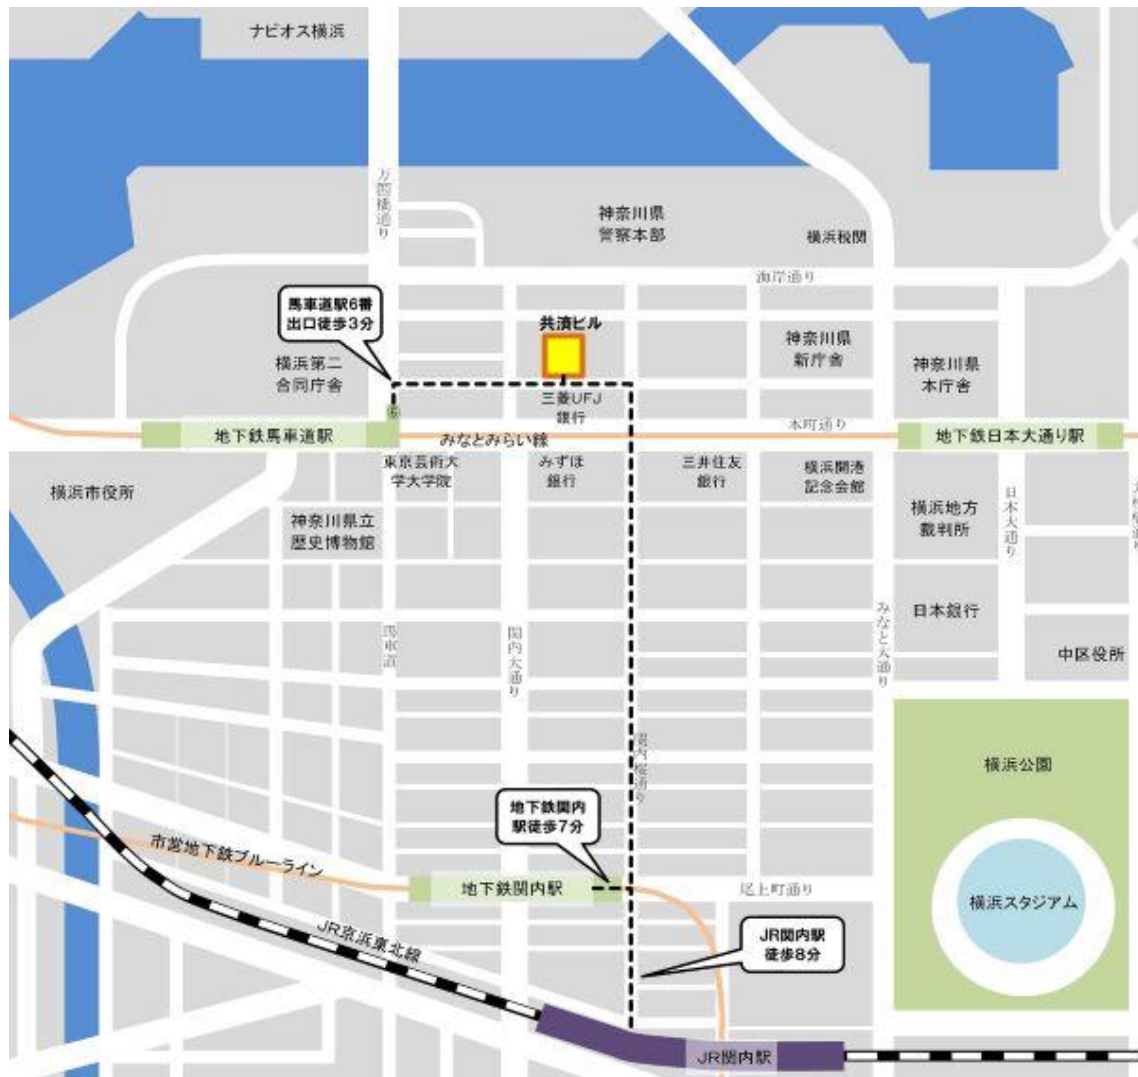 ナビオス横浜
万国橋通り
神奈川県
警察本部
横浜税関
海岸通り
馬車道駅6番
出口徒歩3分
共済ビル
横浜第二
合同庁舎
神奈川県
新庁舎
神奈川県
本庁舎
三菱UFJ
銀行
⑥
本町通り
地下鉄馬車道駅
みなとみらい線
地下鉄日本大通り駅
東京芸術大
学大学院
みずほ
銀行
三井住友
銀行
横浜開港
記念会館
横浜市役所
神奈川県立
歴史博物館
横浜地方
裁判所
日本大通り
日本銀行
馬車道
関内大通り
みなと大通り
中区役所
関内桜通り
横浜公園
地下鉄関内
駅徒歩7分
市営地下鉄ブルーライン
地下鉄関内駅
尾上町通り
横浜スタジアム
JR京浜東北線
JR関内駅
徒歩8分
JR関内駅